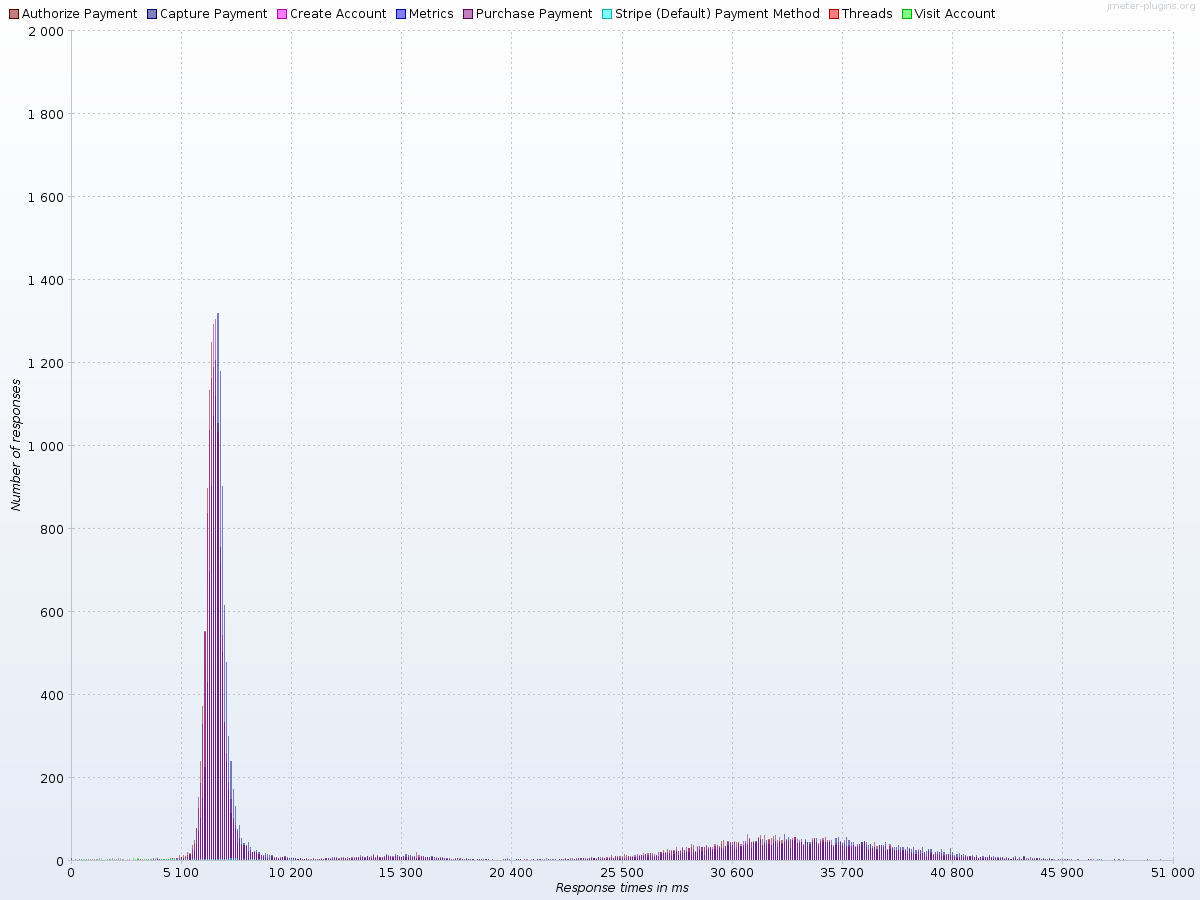 Authorize Payment Capture Payment Create Account Metrics Purchase Payment Stripe (Default) Payment Method Threads Visit Account
jmeter-plugins.org
2 000
1 800
1 600
1 400
1 200
1 000
800
600
400
200
0
Number of responses
0 5 100 10 200 15 300 20 400 25 500 30 600 35 700 40 800 45 900 51 000
Response times in ms